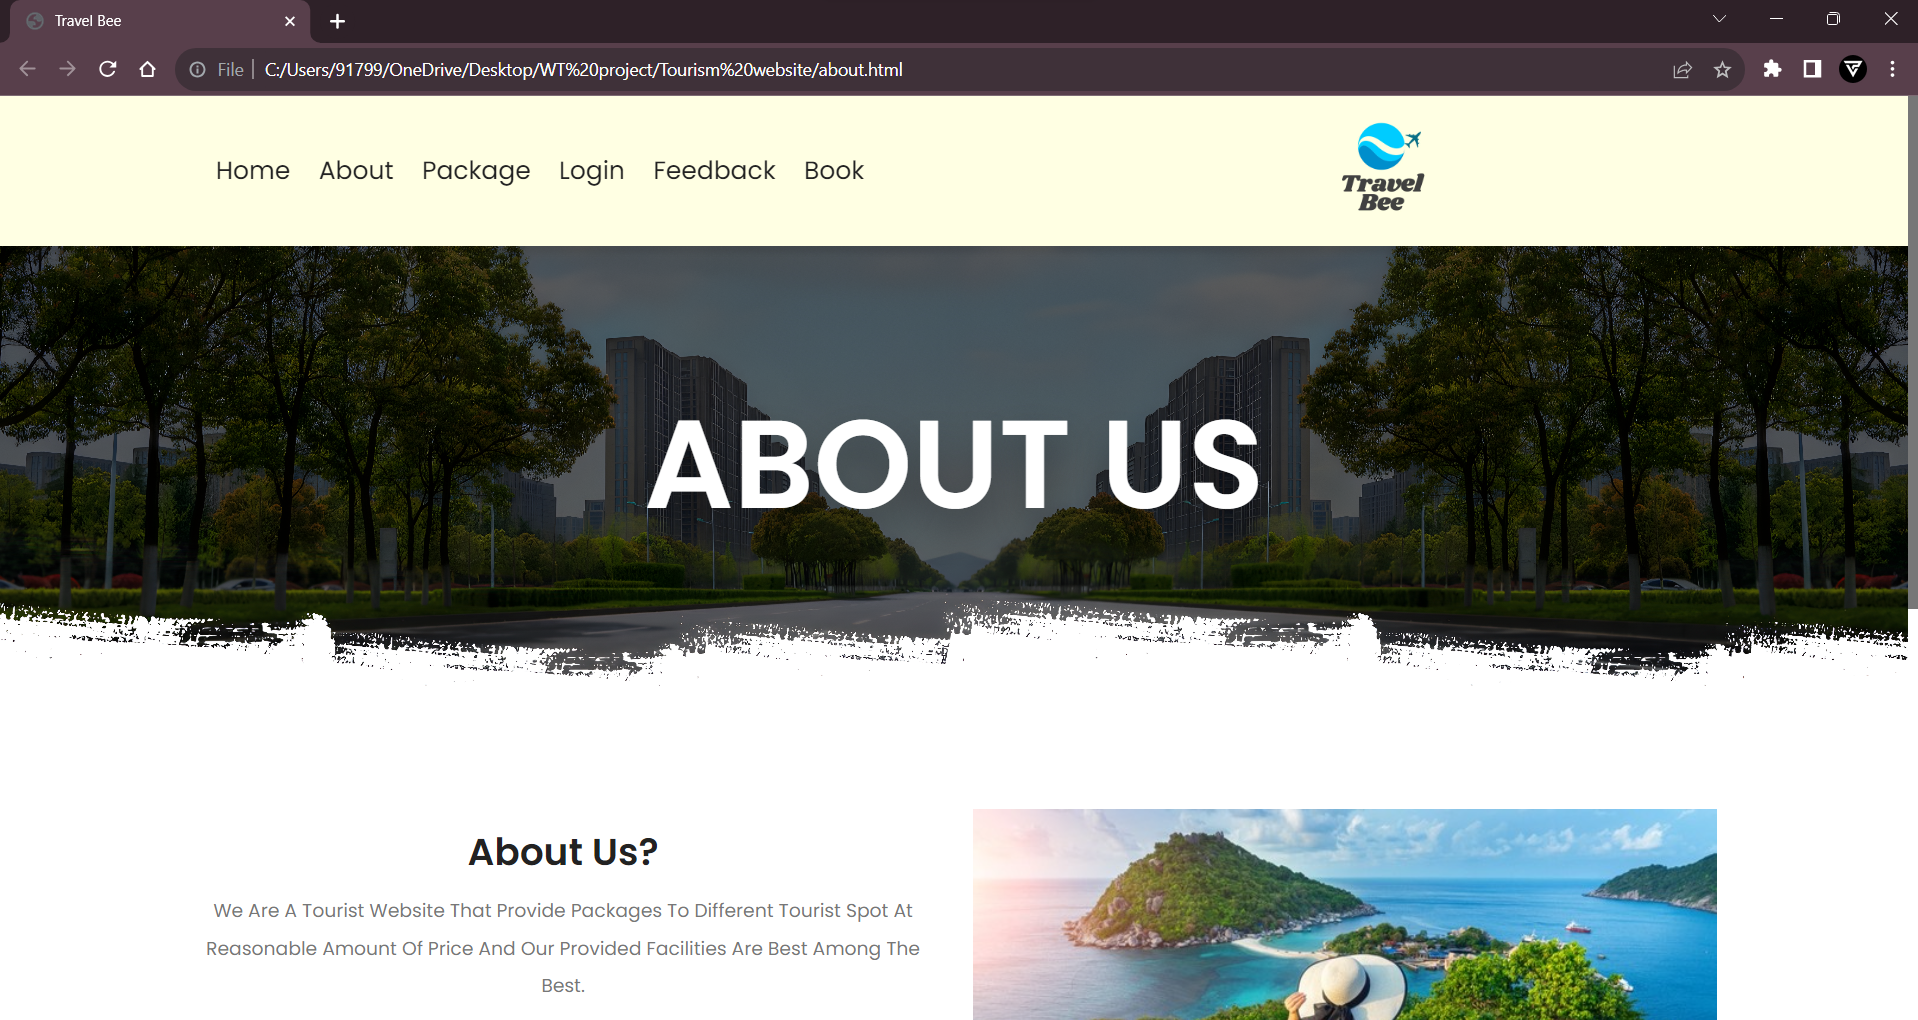 Travel Bee
File
C:/Users/91799/OneDrive/Desktop/WT%20project/Tourism%20website/about.html
Home About Package Login Feedback Book
Travel
Bee
ABOUT US
About Us?
We Are A Tourist Website That Provide Packages To Different Tourist Spot At
Reasonable Amount Of Price And Our Provided Facilities Are Best Among The
Best.